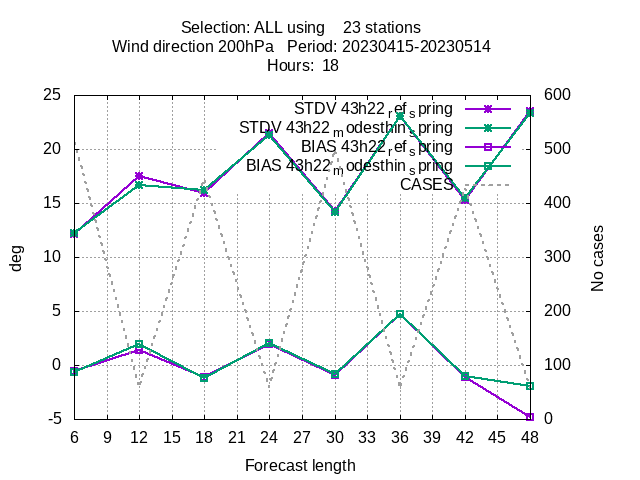 Selection: ALL using 23 stations
Wind direction 200hPa Period: 20230415-20230514
Hours: 18
STDV 43h22_ref_spring
STDV 43h22_modesthin_spring
BIAS 43h22_ref_spring
BIAS 43h22_modesthin_spring
CASES
deg
25
20
15
10
5
0
-5
No cases
600
500
400
300
200
100
0
6 9 12 15 18 21 24 27 30 33 36 39 42 45 48
Forecast length